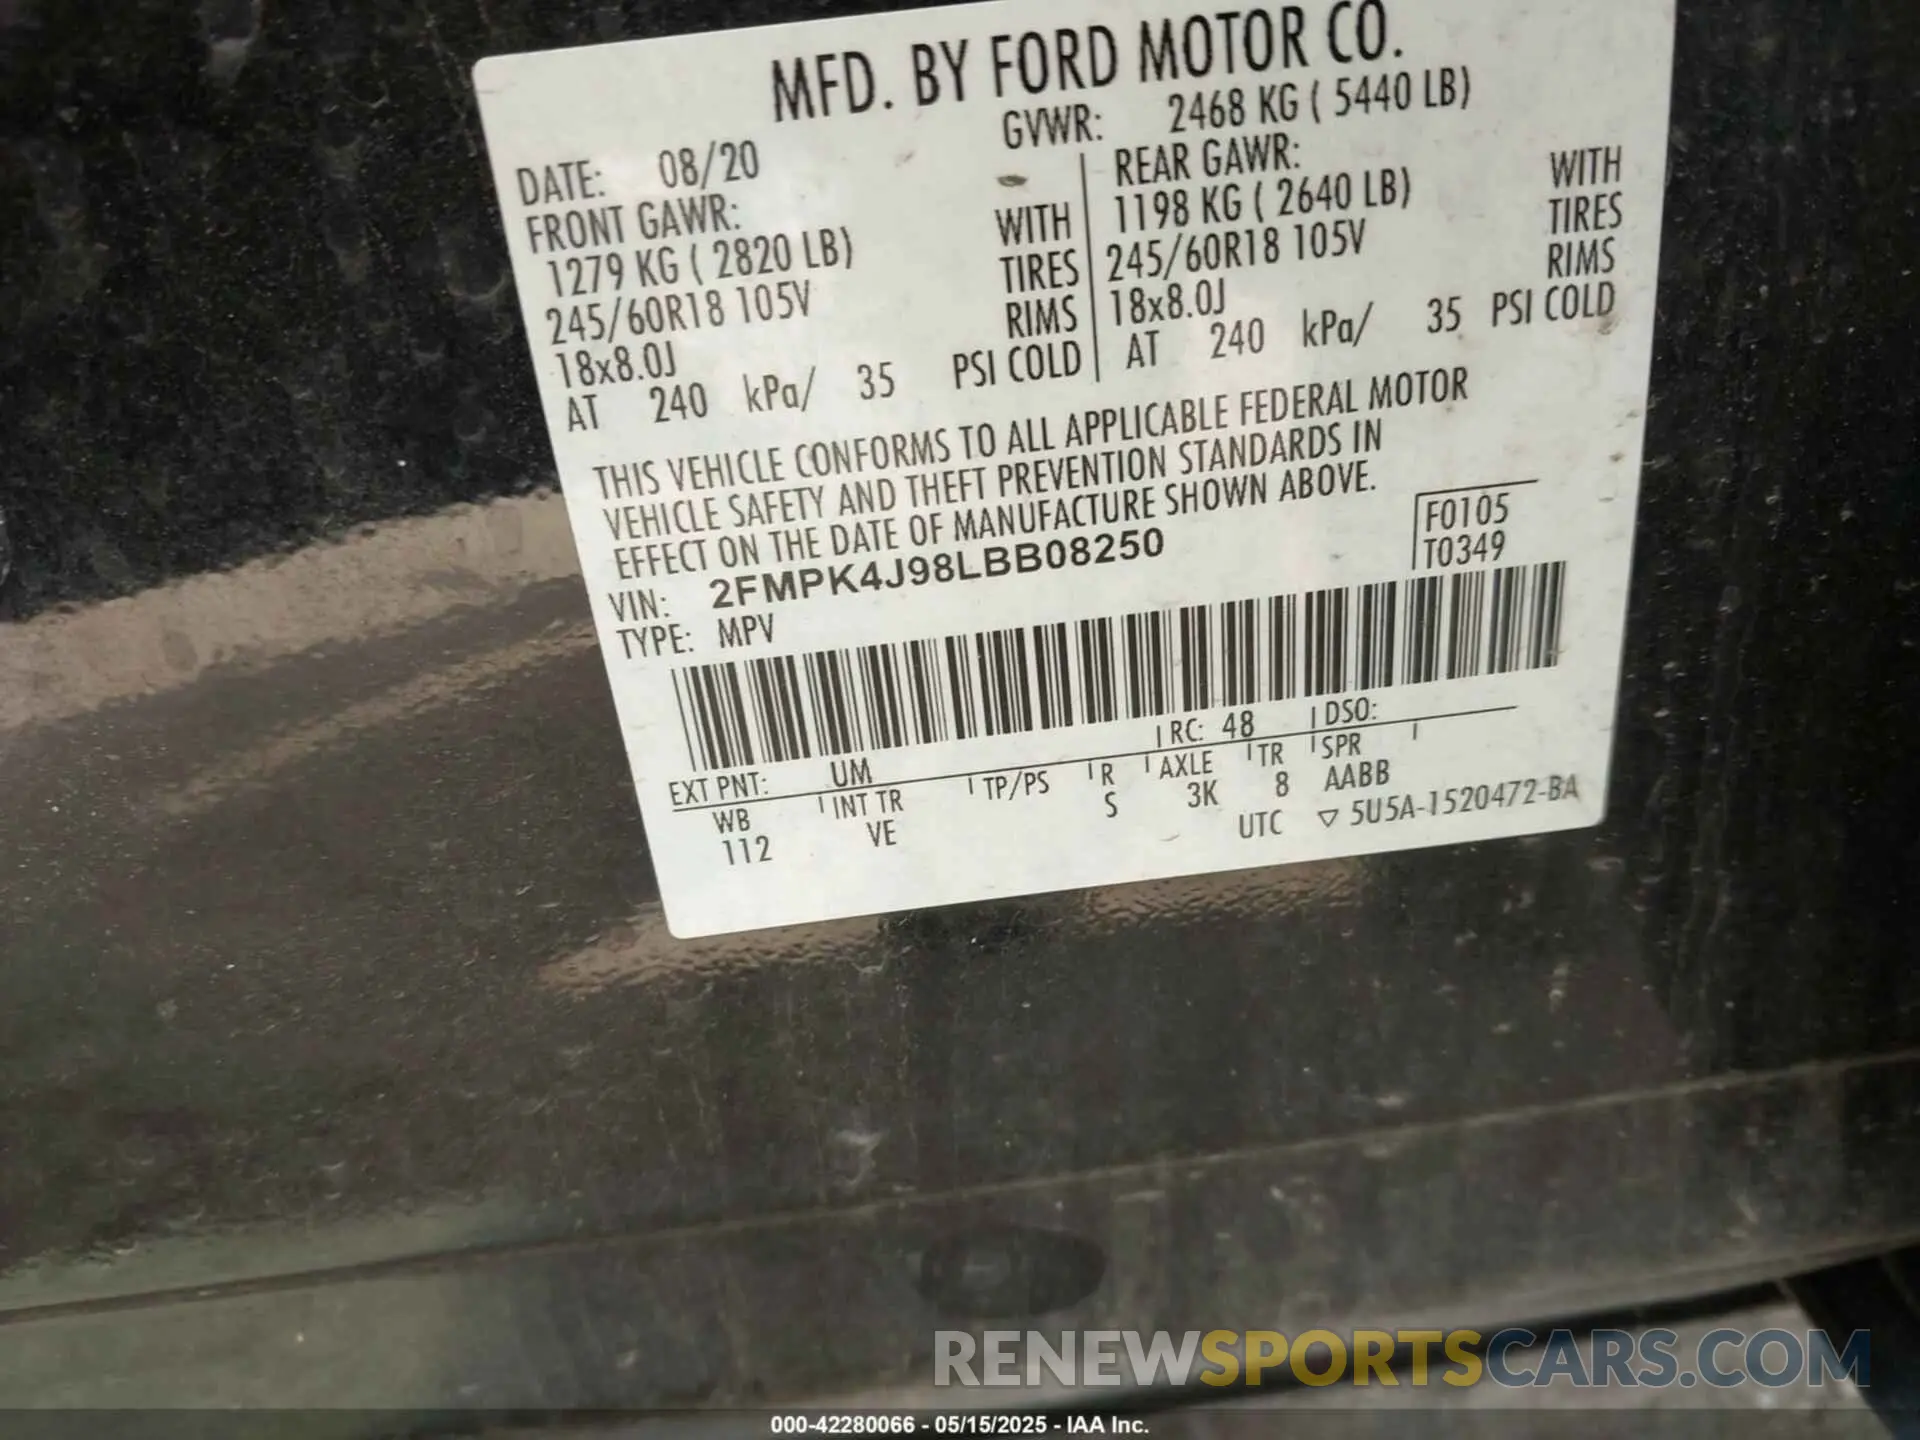 MFD. BY FORD MOTOR CO.
DATE: 08/20 GVWR: 2468 KG ( 5440 LB)
FRONT GAWR: REAR GAWR:
1279 KG ( 2820 LB) WITH 1198 KG ( 2640 LB) WITH
245/60R18 105V TIRES 245/60R18 105V TIRES
18x8.0J RIMS 18x8.0J RIMS
AT 240 kPa/ 35 PSI COLD AT 240 kPa/ 35 PSI COLD
THIS VEHICLE CONFORMS TO ALL APPLICABLE FEDERAL MOTOR
VEHICLE SAFETY AND THEFT PREVENTION STANDARDS IN
EFFECT ON THE DATE OF MANUFACTURE SHOWN ABOVE.
VIN: 2FMPK4J98LBB08250 F0105
TYPE: MPV T0349
EXT PNT: UM RC: 48 DSO:
WB INT TR TP/PS R AXLE TR SPR
112 VE S 3K 8 AABB
UTC ▽ 5U5A-1520472-BA
RENEWSPORTSCARS.COM
000-42280066 - 05/15/2025 - IAA Inc.